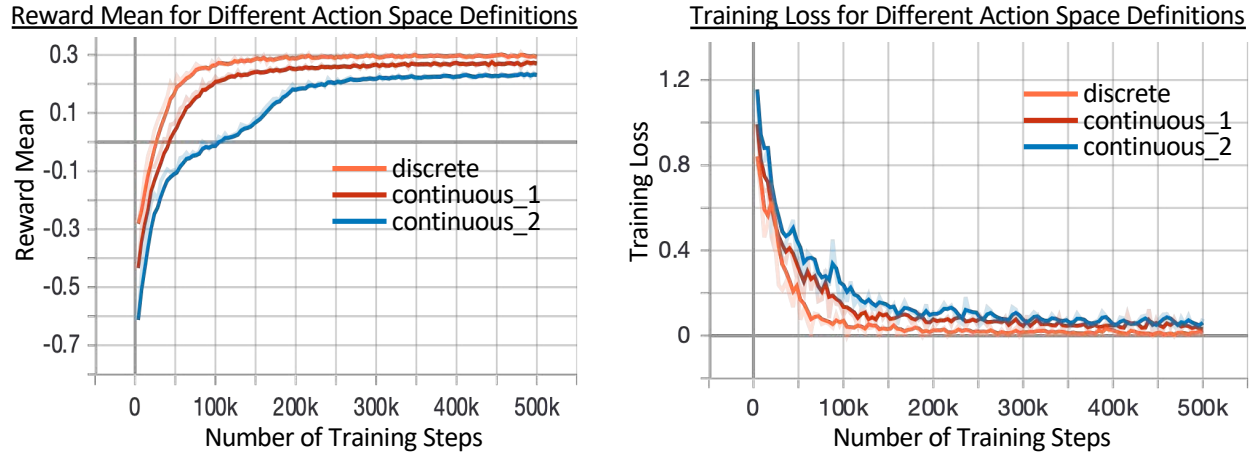 Reward Mean for Different Action Space Definitions
0.3
0.1
-0.1
-0.3
-0.5
-0.7
Reward Mean
discrete
continuous_1
continuous_2
0 100k 200k 300k 400k 500k
Number of Training Steps
Training Loss for Different Action Space Definitions
1.2
0.8
0.4
0
Training Loss
discrete
continuous_1
continuous_2
0 100k 200k 300k 400k 500k
Number of Training Steps